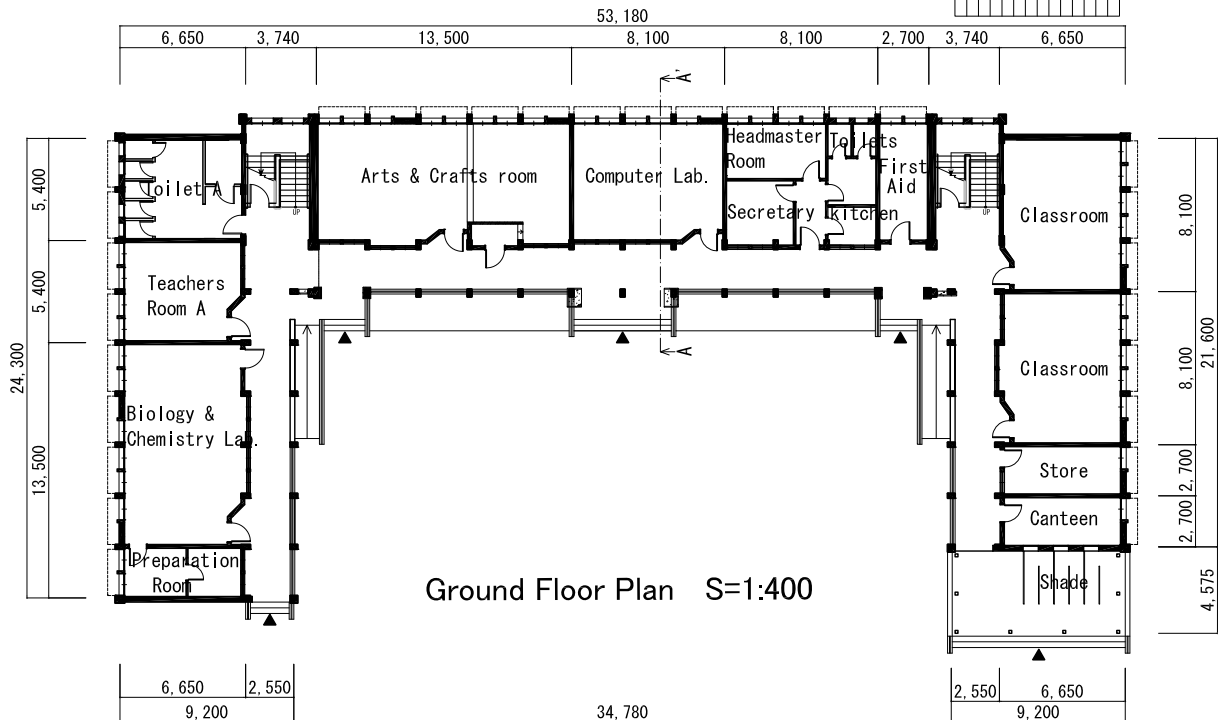 53,180
6,650 3,740 13,500 8,100 8,100 2,700 3,740 6,650
A'
Headmaster
Room
Toilets
First
Aid
Toilet A
Arts & Crafts room
Computer Lab.
Secretary
kitchen
Classroom
UP
UP
5,400
5,400
13,500
24,300
Teachers
Room A
A
8,100
8,100
2,700
2,700
21,600
4,575
Classroom
Biology &
Chemistry Lab.
Store
Canteen
Preparation
Room
Shade
Ground Floor Plan S=1:400
6,650 2,550
9,200
34,780
2,550 6,650
9,200